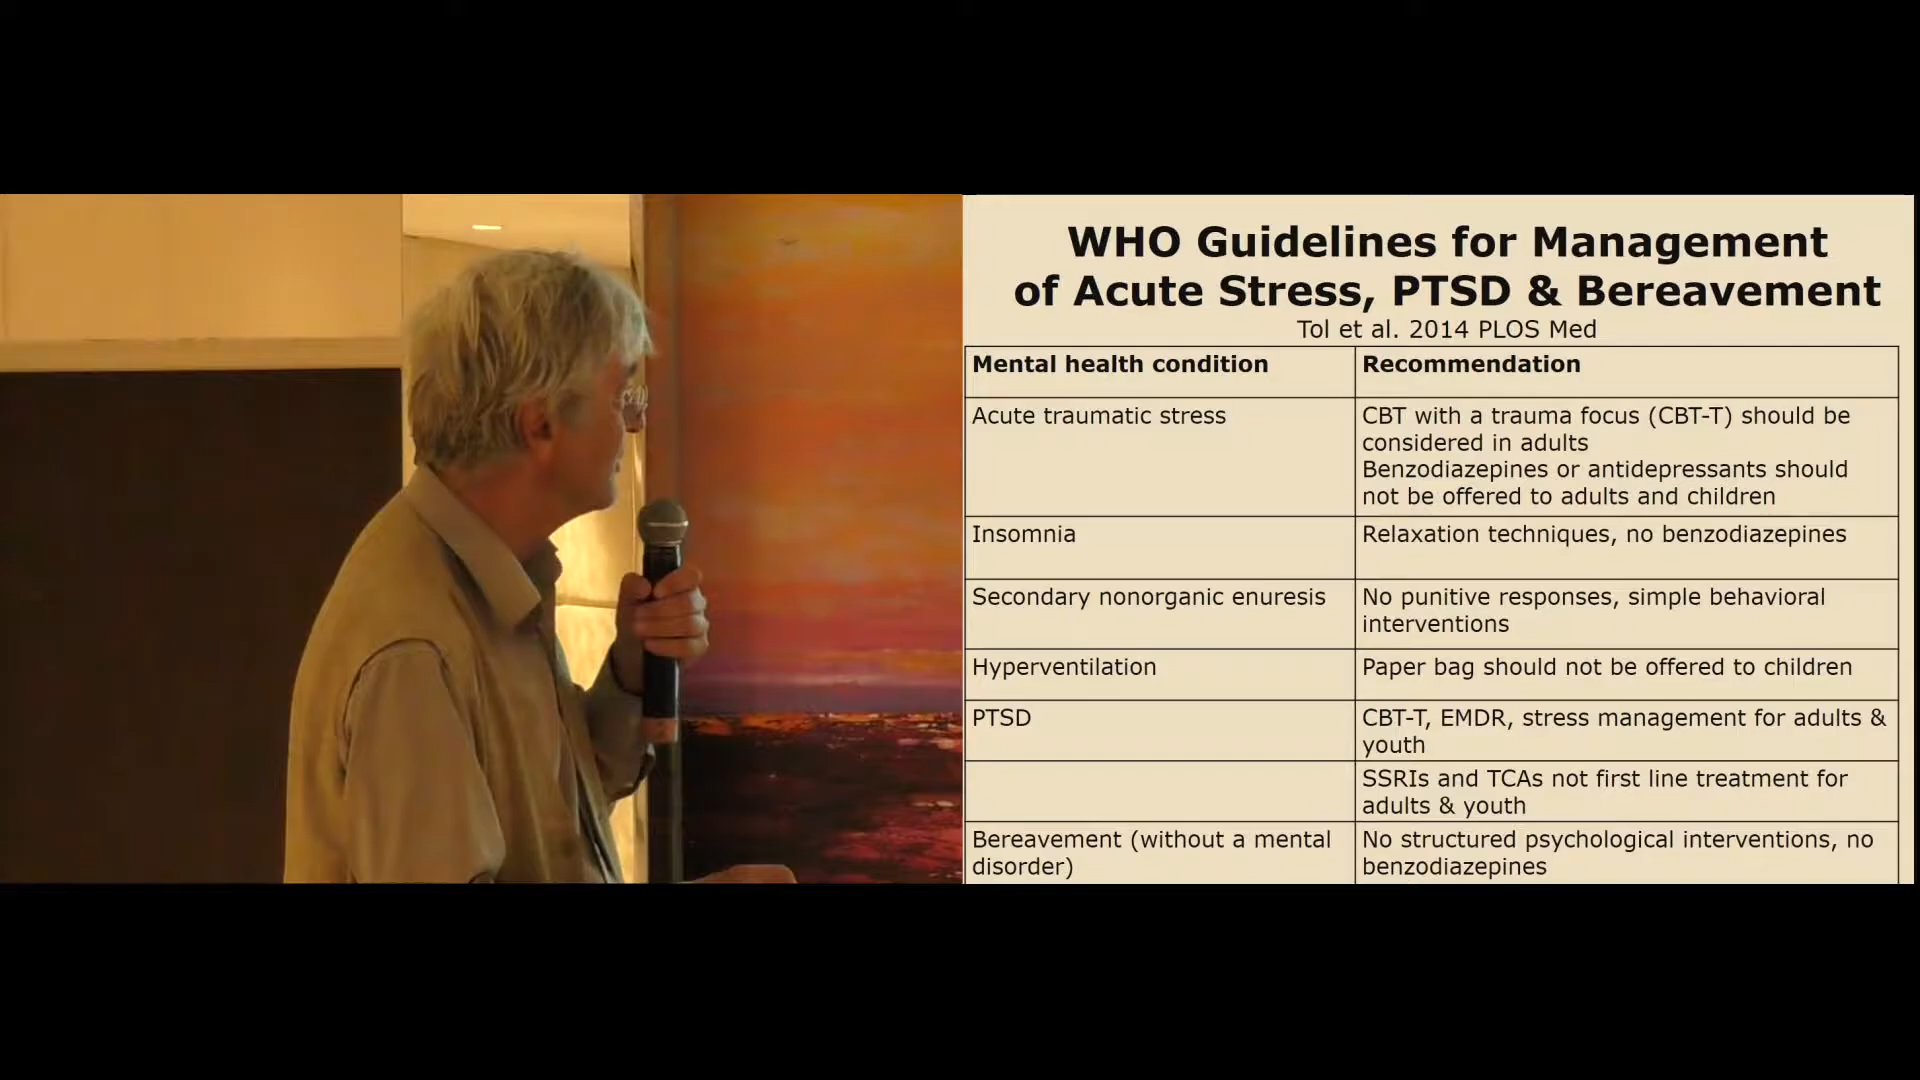 WHO Guidelines for Management
of Acute Stress, PTSD & Bereavement
Tol et al. 2014 PLOS Med
Mental health condition
Recommendation
Acute traumatic stress
CBT with a trauma focus (CBT-T) should be
considered in adults
Benzodiazepines or antidepressants should
not be offered to adults and children
Insomnia
Relaxation techniques, no benzodiazepines
Secondary nonorganic enuresis
No punitive responses, simple behavioral
interventions
Hyperventilation
Paper bag should not be offered to children
PTSD
CBT-T, EMDR, stress management for adults &
youth
SSRIs and TCAs not first line treatment for
adults & youth
Bereavement (without a mental
disorder)
No structured psychological interventions, no
benzodiazepines